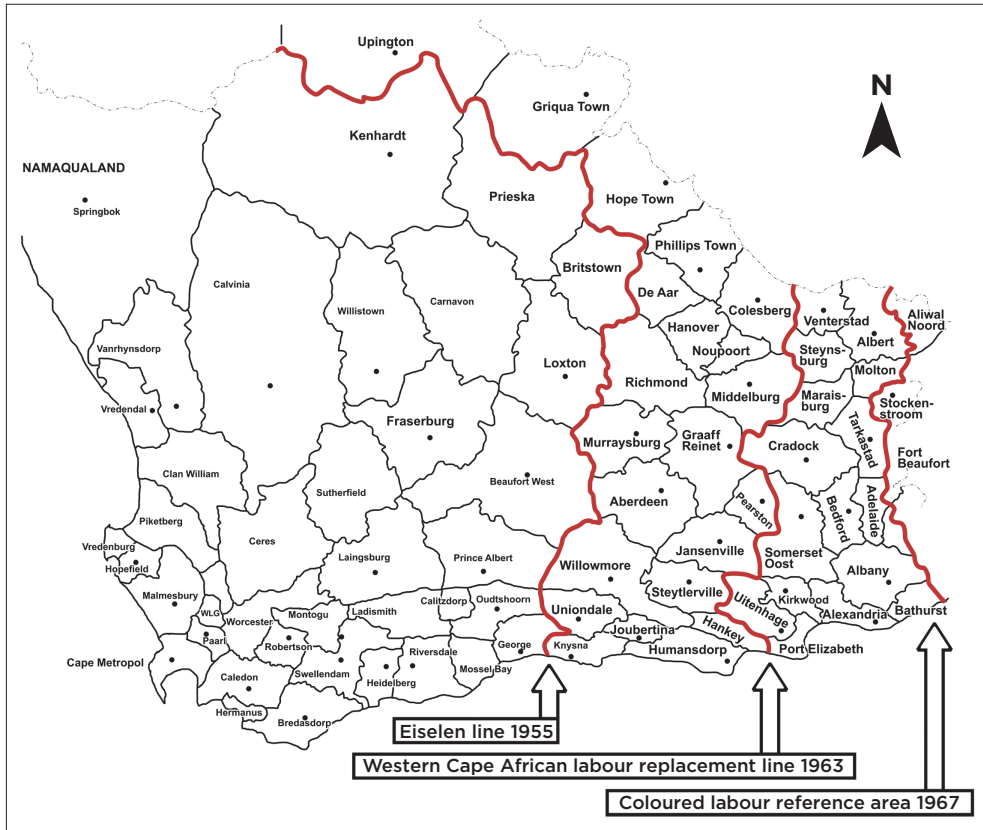 Upington
N
Griqua Town
Kenhardt
NAMAQUALAND
Springbok
Prieska
Hope Town
Phillips Town
Britstown
De Aar
Calvinia
Willistown
Carnavon
Colesberg
Venterstad
Albert
Aliwal
Noord
Hanover
Noupoort
Steyns-
burg
Molton
Vanrhynsdorp
Loxton
Richmond
Middelburg
Marais-
burg
Stocken-
stroom
Vredendal
Fraserburg
Murraysburg
Graaff
Reinet
Cradock
Tarkastad
Fort
Beaufort
Clan William
Sutherfield
Beaufort West
Aberdeen
Pearston
Bedford
Adelaide
Piketberg
Ceres
Vredenburg
Hopefield
Laingsburg
Prince Albert
Willowmore
Jansenville
Somerset
Oost
Albany
Malmesbury
WLG
Worcester
Montogu
Ladismith
Calitzdorp
Oudtshoorn
Uniondale
Steytlerville
Uitenhage
Kirkwood
Alexandria
Bathurst
Paarl
Robertson
Riversdale
George
Knysna
Joubertina
Hankey
Port Elizabeth
Cape Metropol
Caledon
Swellendam
Heidelberg
Mossel Bay
Humansdorp
Hermanus
Bredasdorp
Eiselen line 1955
Western Cape African labour replacement line 1963
Coloured labour reference area 1967